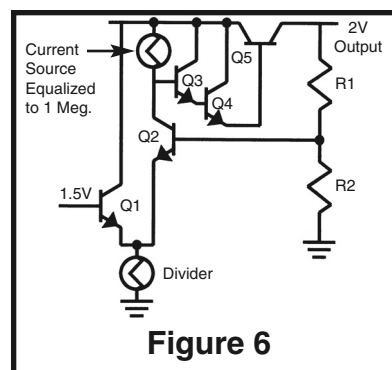 Current
Source
Equalized
to 1 Meg.
Q5
2V
Output
Q3
Q4
R1
Q2
1.5V
Q1
R2
Divider
Figure 6